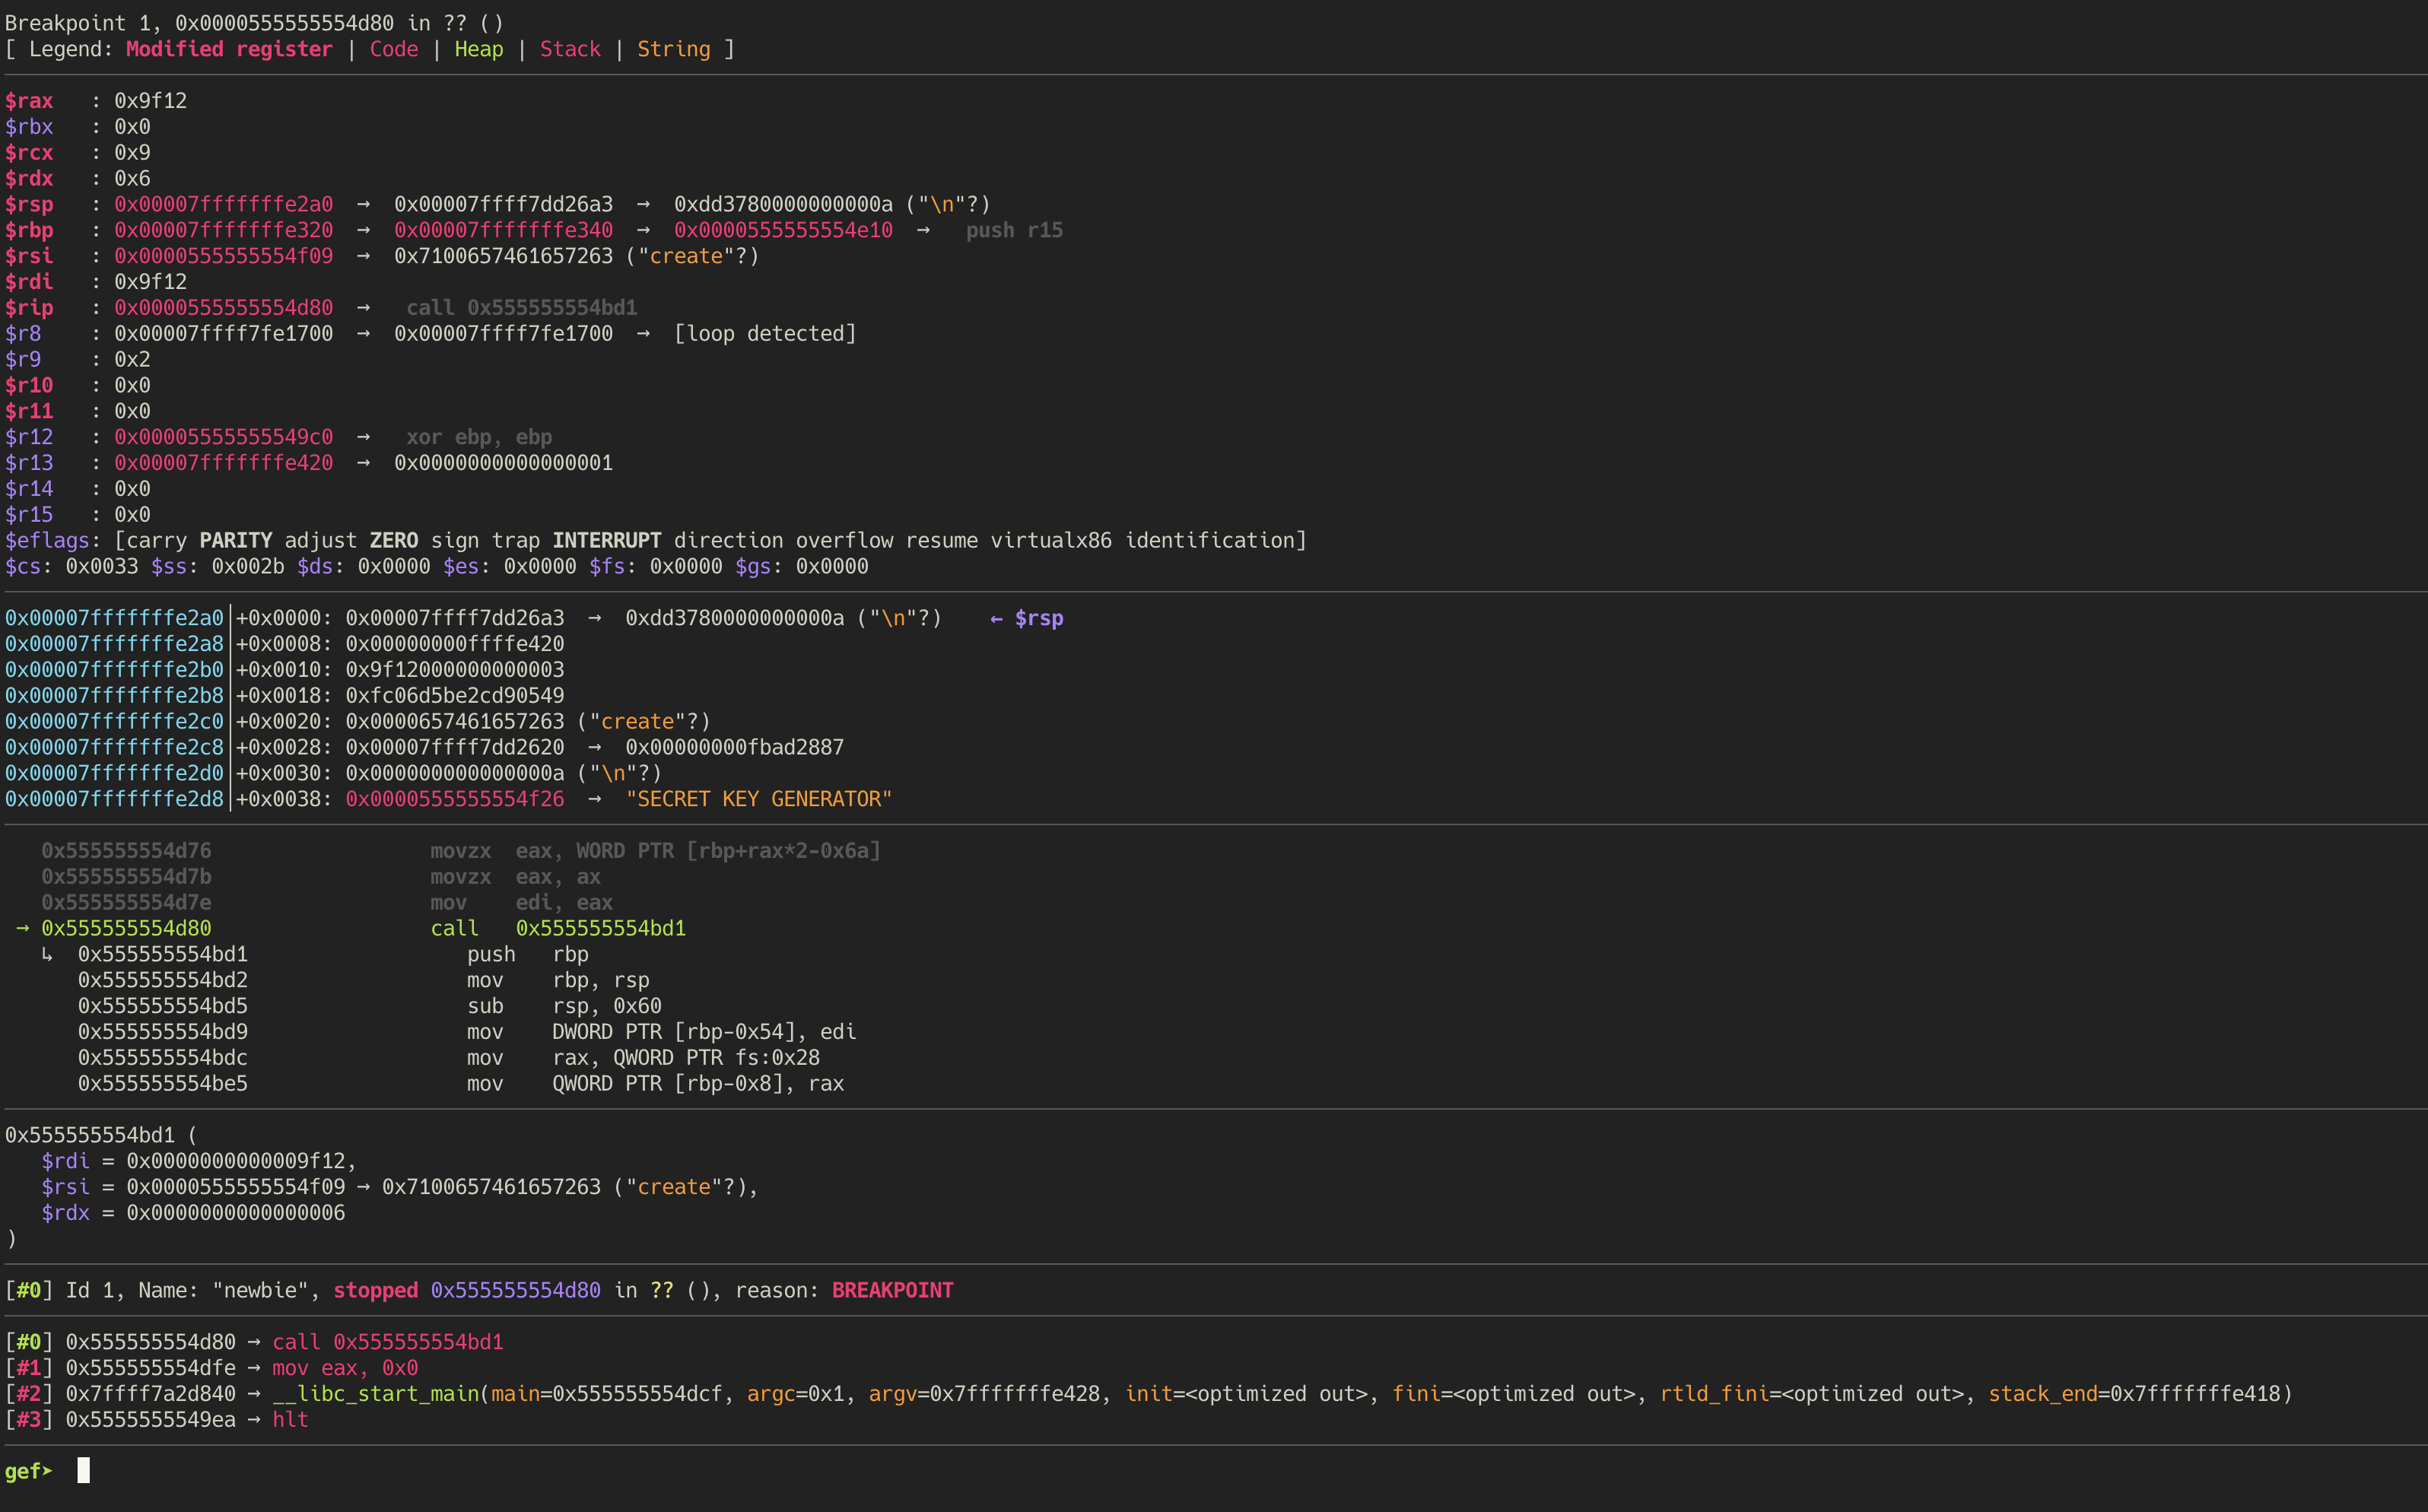 Breakpoint 1, 0x0000555555554d80 in ?? ()
[ Legend: Modified register | Code | Heap | Stack | String ]
$rax   : 0x9f12
$rbx   : 0x0
$rcx   : 0x9
$rdx   : 0x6
$rsp   : 0x00007fffffffe2a0  →  0x00007ffff7dd26a3  →  0xdd3780000000000a ("\n"?)
$rbp   : 0x00007fffffffe320  →  0x00007fffffffe340  →  0x0000555555554e10  →   push r15
$rsi   : 0x0000555555554f09  →  0x7100657461657263 ("create"?)
$rdi   : 0x9f12
$rip   : 0x0000555555554d80  →   call 0x555555554bd1
$r8    : 0x00007ffff7fe1700  →  0x00007ffff7fe1700  →  [loop detected]
$r9    : 0x2
$r10   : 0x0
$r11   : 0x0
$r12   : 0x00005555555549c0  →   xor ebp, ebp
$r13   : 0x00007fffffffe420  →  0x0000000000000001
$r14   : 0x0
$r15   : 0x0
$eflags: [carry PARITY adjust ZERO sign trap INTERRUPT direction overflow resume virtualx86 identification]
$cs: 0x0033 $ss: 0x002b $ds: 0x0000 $es: 0x0000 $fs: 0x0000 $gs: 0x0000
0x00007fffffffe2a0│+0x0000: 0x00007ffff7dd26a3  →  0xdd3780000000000a ("\n"?)    ← $rsp
0x00007fffffffe2a8│+0x0008: 0x00000000ffffe420
0x00007fffffffe2b0│+0x0010: 0x9f12000000000003
0x00007fffffffe2b8│+0x0018: 0xfc06d5be2cd90549
0x00007fffffffe2c0│+0x0020: 0x0000657461657263 ("create"?)
0x00007fffffffe2c8│+0x0028: 0x00007ffff7dd2620  →  0x00000000fbad2887
0x00007fffffffe2d0│+0x0030: 0x000000000000000a ("\n"?)
0x00007fffffffe2d8│+0x0038: 0x0000555555554f26  →  "SECRET KEY GENERATOR"
   0x555555554d76                  movzx  eax, WORD PTR [rbp+rax*2-0x6a]
   0x555555554d7b                  movzx  eax, ax
   0x555555554d7e                  mov    edi, eax
 → 0x555555554d80                  call   0x555555554bd1
   ↳  0x555555554bd1                  push   rbp
      0x555555554bd2                  mov    rbp, rsp
      0x555555554bd5                  sub    rsp, 0x60
      0x555555554bd9                  mov    DWORD PTR [rbp-0x54], edi
      0x555555554bdc                  mov    rax, QWORD PTR fs:0x28
      0x555555554be5                  mov    QWORD PTR [rbp-0x8], rax
0x555555554bd1 (
   $rdi = 0x0000000000009f12,
   $rsi = 0x0000555555554f09 → 0x7100657461657263 ("create"?),
   $rdx = 0x0000000000000006
)
[#0] Id 1, Name: "newbie", stopped 0x555555554d80 in ?? (), reason: BREAKPOINT
[#0] 0x555555554d80 → call 0x555555554bd1
[#1] 0x555555554dfe → mov eax, 0x0
[#2] 0x7ffff7a2d840 → __libc_start_main(main=0x555555554dcf, argc=0x1, argv=0x7fffffffe428, init=<optimized out>, fini=<optimized out>, rtld_fini=<optimized out>, stack_end=0x7fffffffe418)
[#3] 0x5555555549ea → hlt
gef➤